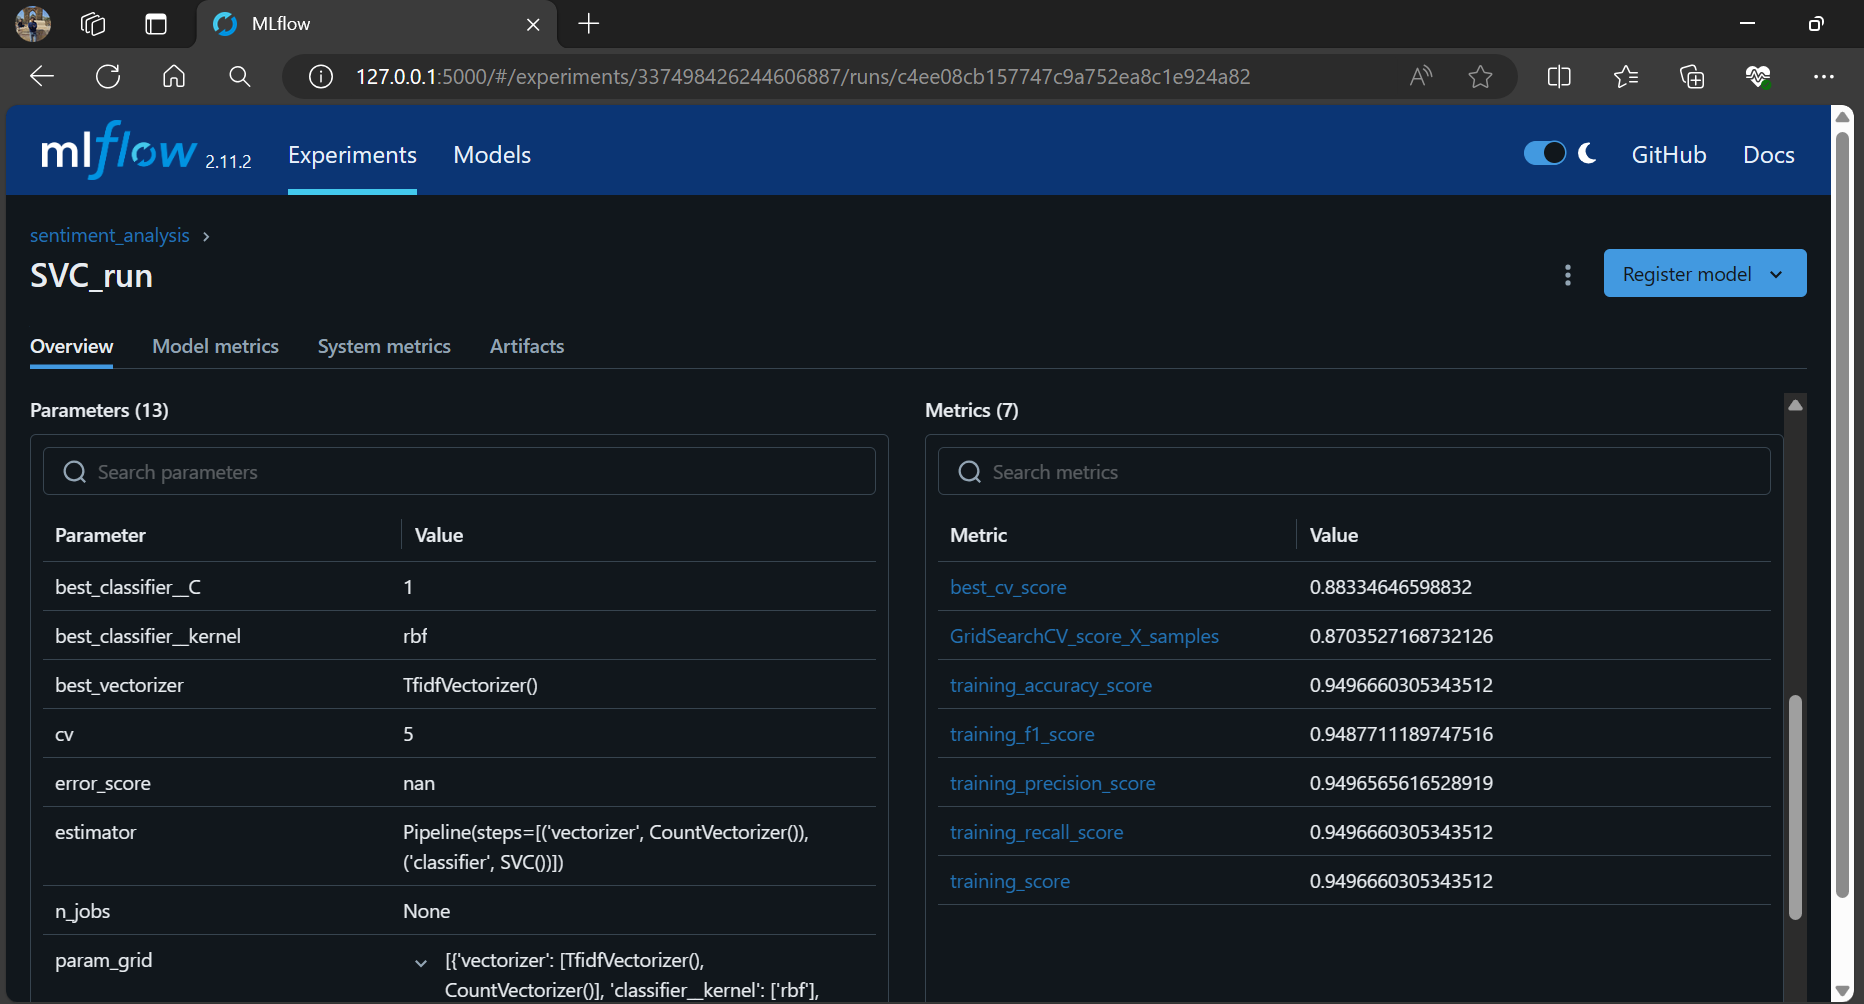 MLflow
127.0.0.1:5000/#/experiments/337498426244606887/runs/c4ee08cb157747c9a752ea8c1e924a82
mlflow 2.11.2 Experiments Models GitHub Docs
sentiment_analysis >
SVC_run
Register model
Overview Model metrics System metrics Artifacts
Parameters (13)
Search parameters
Parameter Value
best_classifier__C 1
best_classifier__kernel rbf
best_vectorizer TfidfVectorizer()
cv 5
error_score nan
estimator Pipeline(steps=[('vectorizer', CountVectorizer()),
('classifier', SVC())])
n_jobs None
param_grid [{'vectorizer': [TfidfVectorizer(),
CountVectorizer()], 'classifier__kernel': ['rbf'],
Metrics (7)
Search metrics
Metric Value
best_cv_score 0.88334646598832
GridSearchCV_score_X_samples 0.8703527168732126
training_accuracy_score 0.9496660305343512
training_f1_score 0.9487711189747516
training_precision_score 0.9496565616528919
training_recall_score 0.9496660305343512
training_score 0.9496660305343512